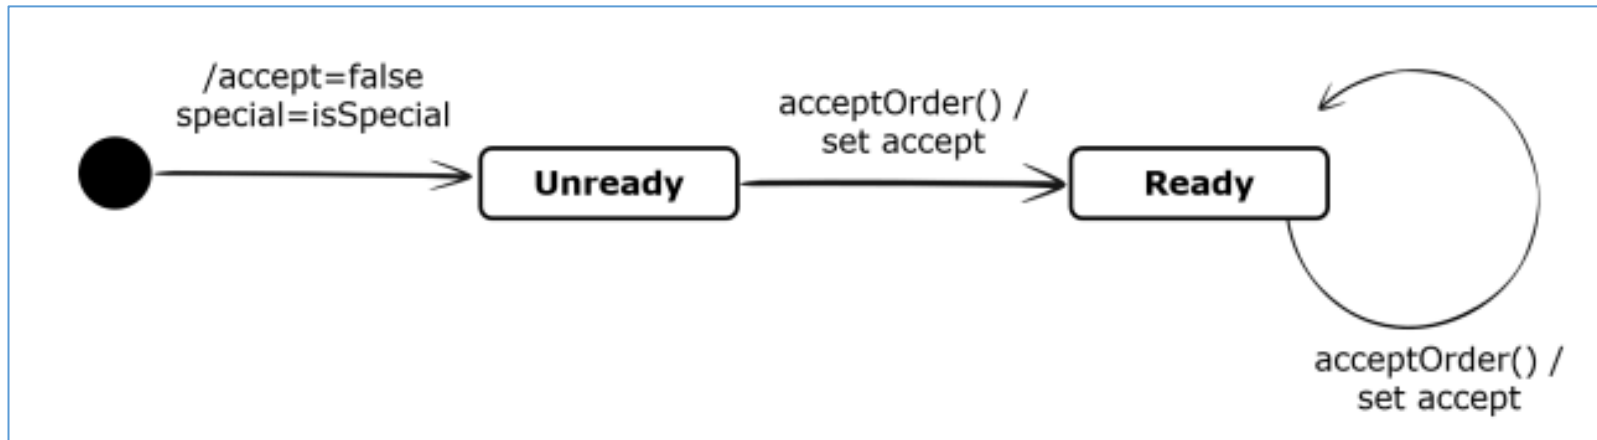 /accept=false
special=isSpecial
acceptOrder() /
set accept
Unready
Ready
acceptOrder() /
set accept